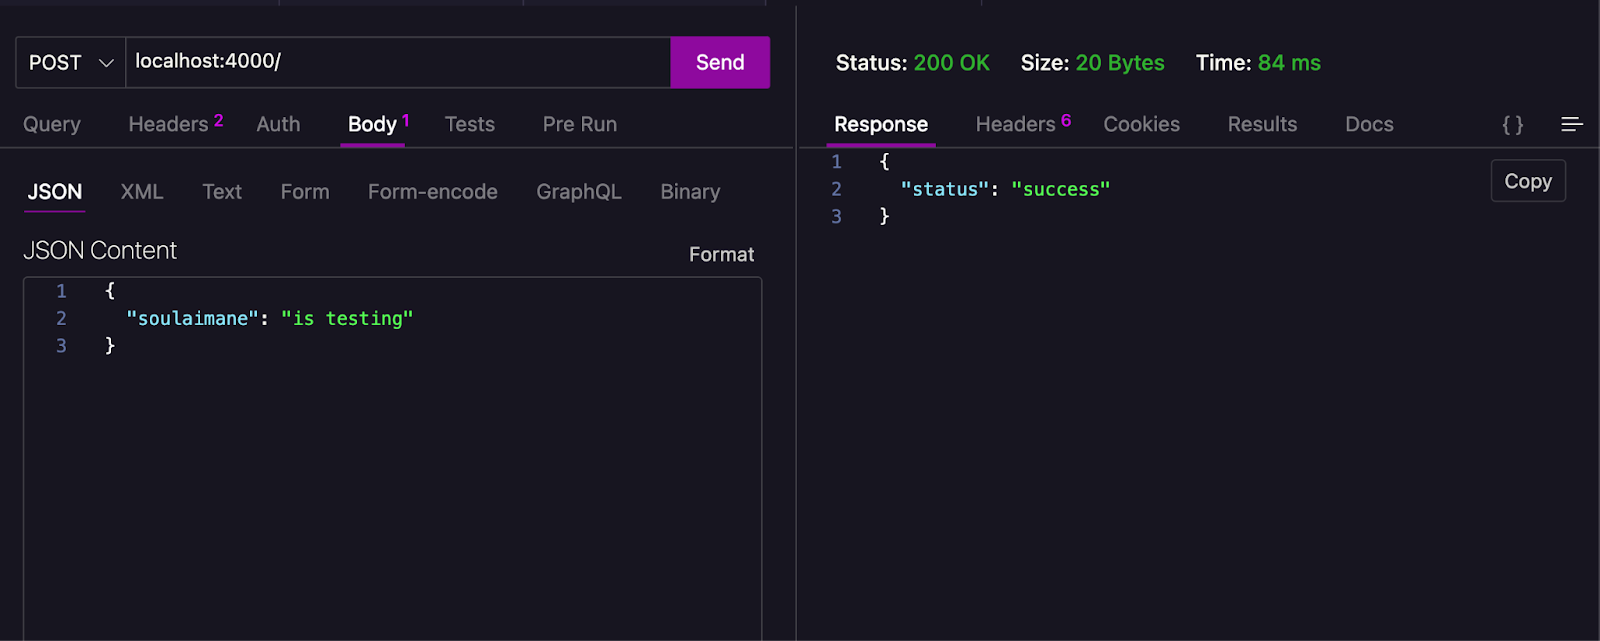 POST localhost:4000/ Send
Query Headers 2 Auth Body 1 Tests Pre Run
JSON XML Text Form Form-encode GraphQL Binary
JSON Content Format
1 {
2 "soulaimane": "is testing"
3 }
Status: 200 OK Size: 20 Bytes Time: 84 ms
Response Headers 6 Cookies Results Docs { }
1 {
2 "status": "success"
3 }
Copy